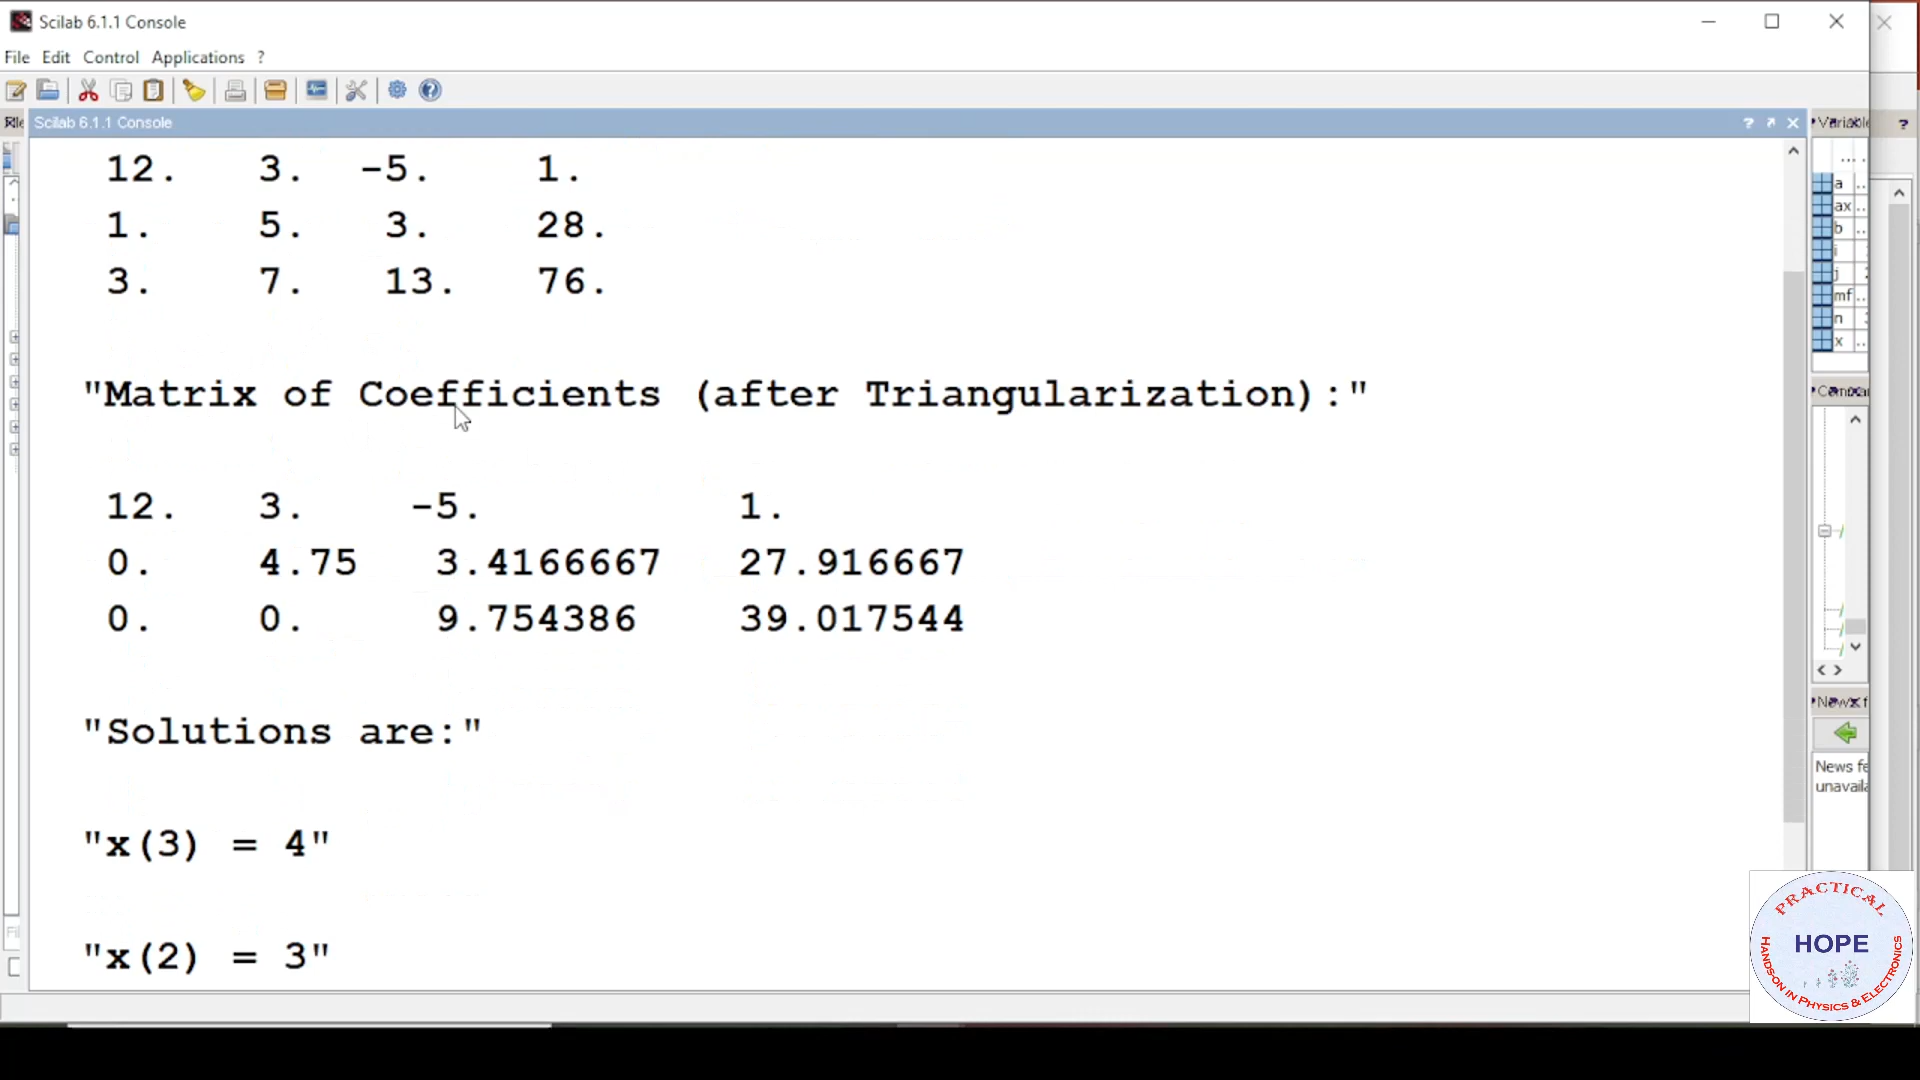 Scilab 6.1.1 Console
File Edit Control Applications ?
Scilab 6.1.1 Console
12. 3. -5. 1.
1. 5. 3. 28.
3. 7. 13. 76.
"Matrix of Coefficients (after Triangularization):"
12. 3. -5. 1.
0. 4.75 3.4166667 27.916667
0. 0. 9.754386 39.017544
"Solutions are:"
"x(3) = 4"
"x(2) = 3"
a
ax
b
i
j
mf
n
x
News fe
unavaila
PRACTICAL
HOPE
HANDS-ON IN PHYSICS & ELECTRONICS